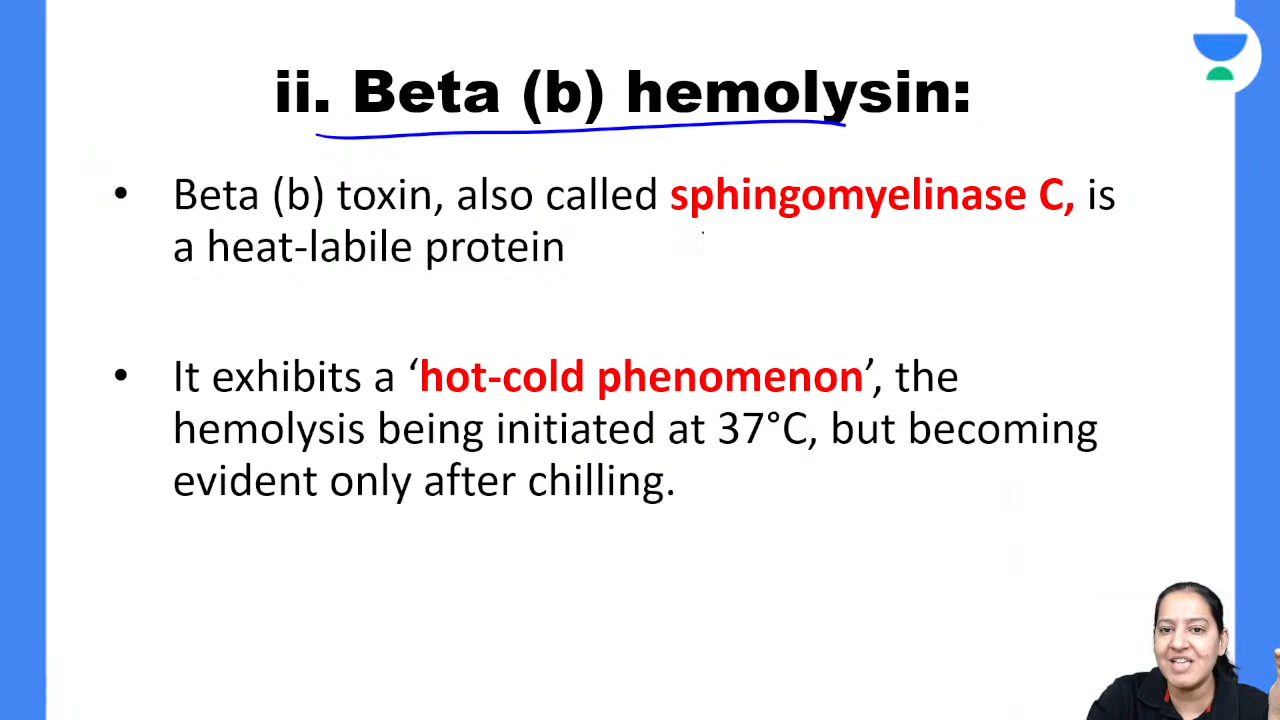 ii. Beta (b) hemolysin:
• Beta (b) toxin, also called sphingomyelinase C, is
a heat-labile protein
• It exhibits a ‘hot-cold phenomenon’, the
hemolysis being initiated at 37°C, but becoming
evident only after chilling.